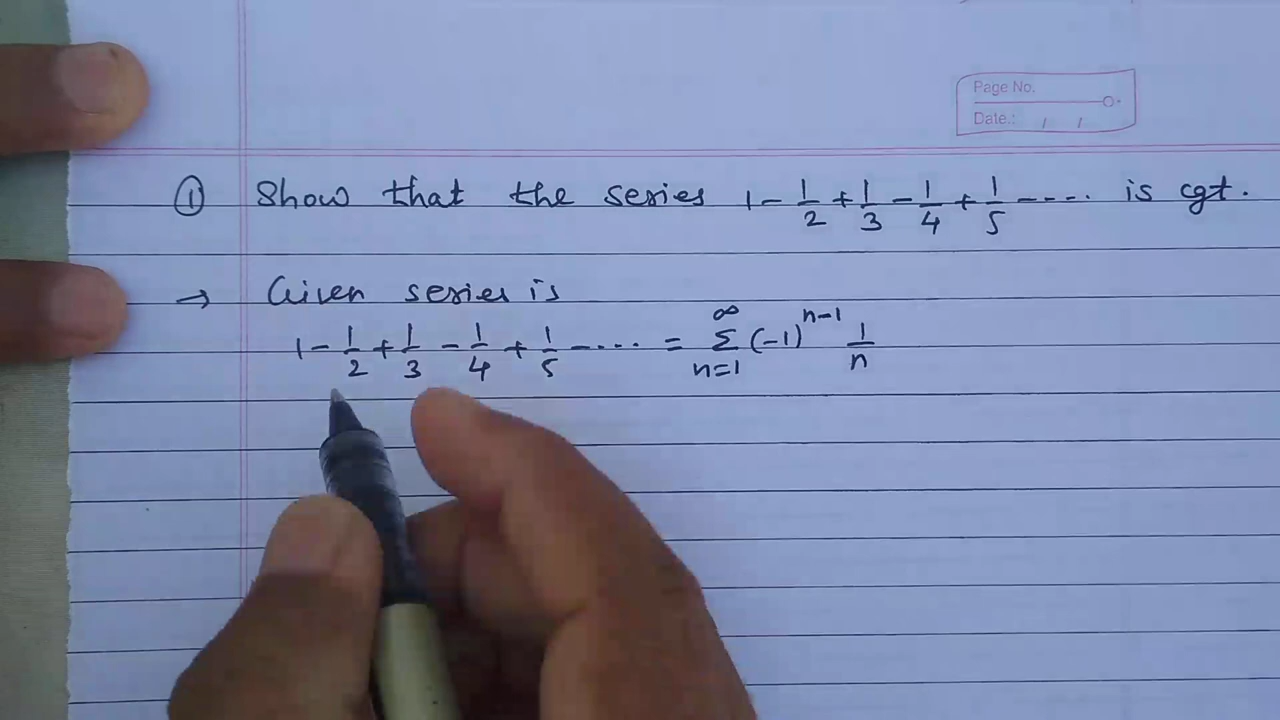 Page No.
Date.: / /
① Show that the series 1 - 1/2 + 1/3 - 1/4 + 1/5 ---- is cgt.
→ Given series is
1 - 1/2 + 1/3 - 1/4 + 1/5 - .... = ∞ Σ n=1 (-1)^(n-1) 1/n